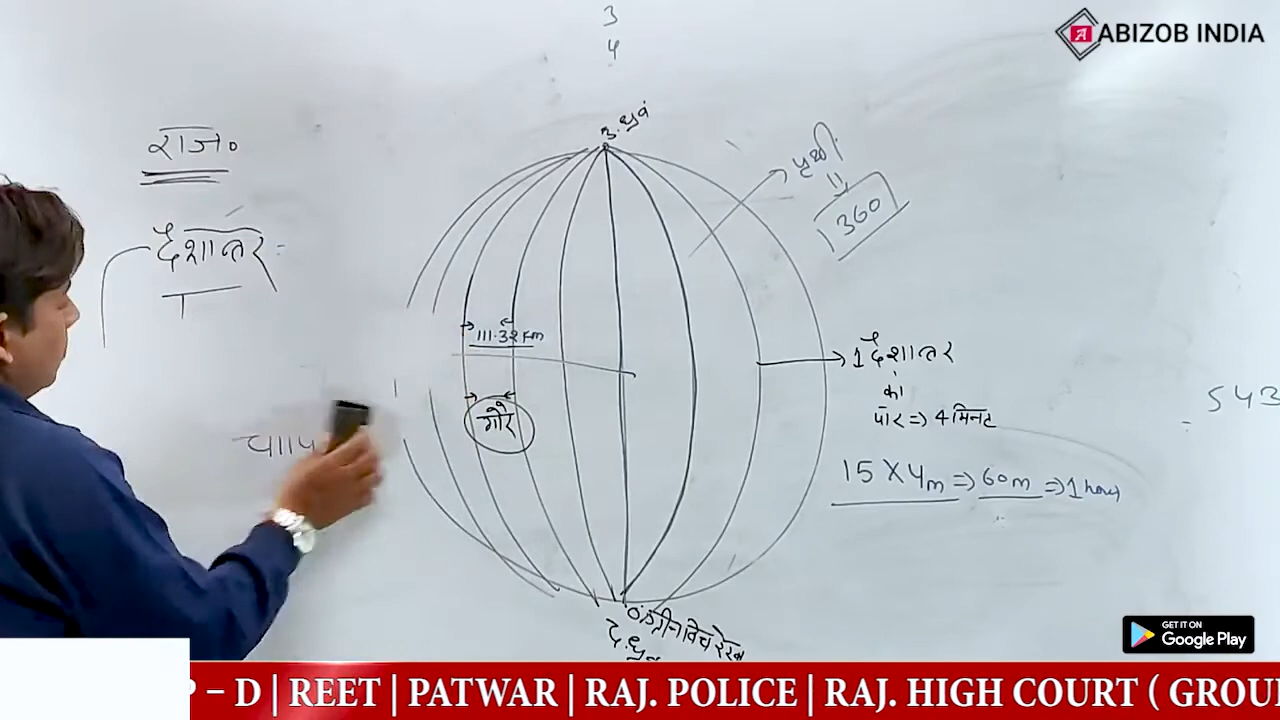 3
4
ABIZOB INDIA
उ. ध्रुव
राज०
पृथ्वी
360
देशान्तर
111.32 Km
1 देशान्तर
का
गोरे
पार => 4 मिनट
543
15 X 4m => 60m => 1 hours
0° ग्रीनविच रेखा
द. ध्रुव
GET IT ON
Google Play
P – D | REET | PATWAR | RAJ. POLICE | RAJ. HIGH COURT ( GROU